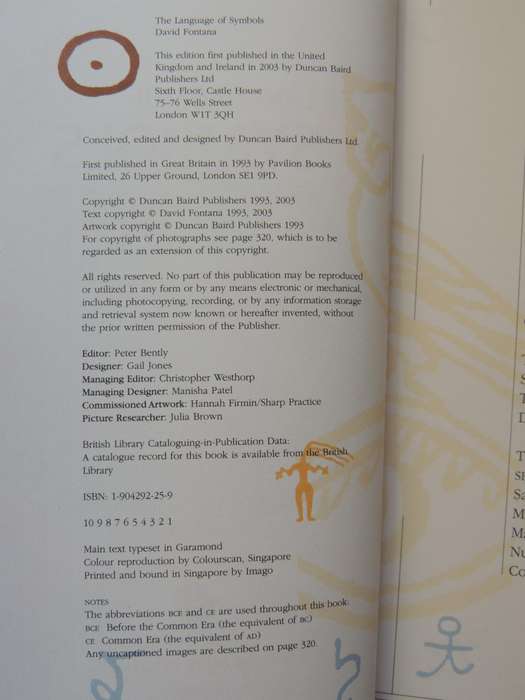 The Language of Symbols
David Fontana
This edition first published in the United
Kingdom and Ireland in 2003 by Duncan Baird
Publishers Ltd
Sixth Floor, Castle House
75–76 Wells Street
London W1T 3QH
Conceived, edited and designed by Duncan Baird Publishers Ltd.
First published in Great Britain in 1993 by Pavilion Books
Limited, 26 Upper Ground, London SE1 9PD.
Copyright © Duncan Baird Publishers 1993, 2003
Text copyright © David Fontana 1993, 2003
Artwork copyright © Duncan Baird Publishers 1993
For copyright of photographs see page 320, which is to be
regarded as an extension of this copyright.
All rights reserved. No part of this publication may be reproduced
or utilized in any form or by any means electronic or mechanical,
including photocopying, recording, or by any information storage
and retrieval system now known or hereafter invented, without
the prior written permission of the Publisher.
Editor: Peter Bently
Designer: Gail Jones
Managing Editor: Christopher Westhorp
Managing Designer: Manisha Patel
Commissioned Artwork: Hannah Firmin/Sharp Practice
Picture Researcher: Julia Brown
British Library Cataloguing-in-Publication Data:
A catalogue record for this book is available from the British
Library
ISBN: 1-904292-25-9
10 9 8 7 6 5 4 3 2 1
Main text typeset in Garamond
Colour reproduction by Colourscan, Singapore
Printed and bound in Singapore by Imago
NOTES
The abbreviations BCE and CE are used throughout this book:
BCE Before the Common Era (the equivalent of BC)
CE Common Era (the equivalent of AD)
Any uncaptioned images are described on page 320.